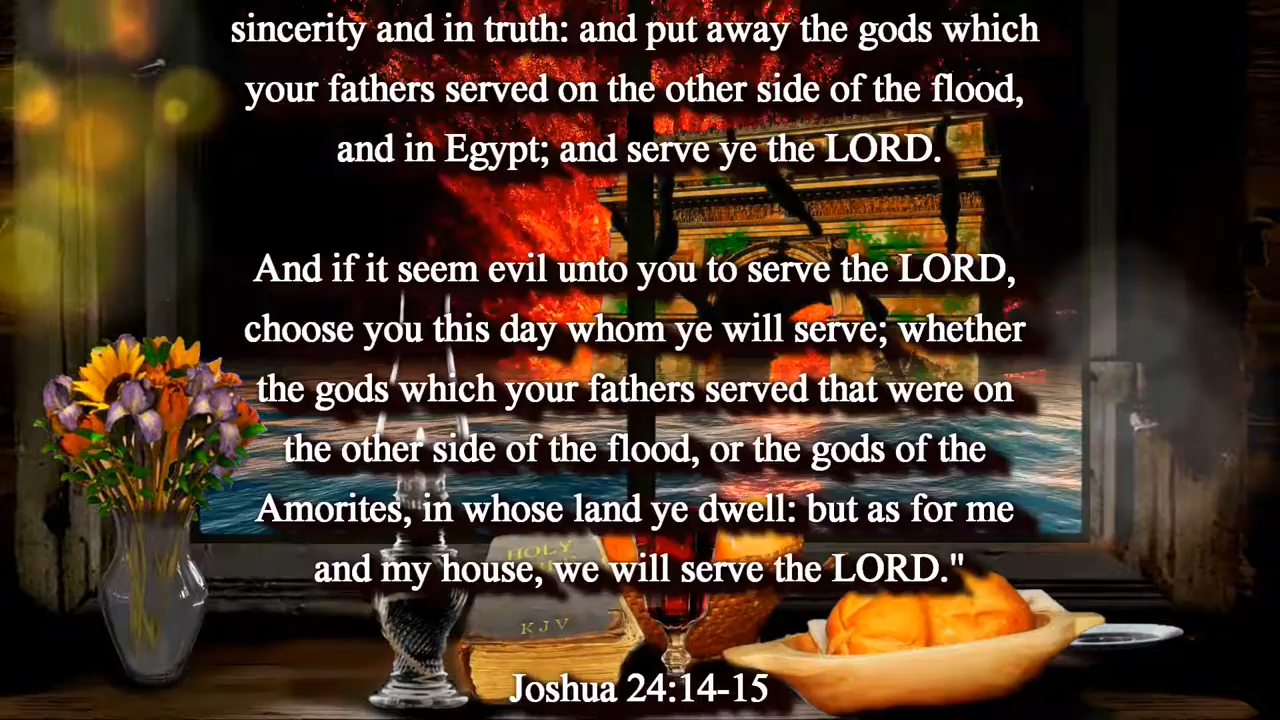 sincerity and in truth: and put away the gods which
your fathers served on the other side of the flood,
and in Egypt; and serve ye the LORD.
And if it seem evil unto you to serve the LORD,
choose you this day whom ye will serve; whether
the gods which your fathers served that were on
the other side of the flood, or the gods of the
Amorites, in whose land ye dwell: but as for me
and my house, we will serve the LORD."
HOLY
KJV
Joshua 24:14-15